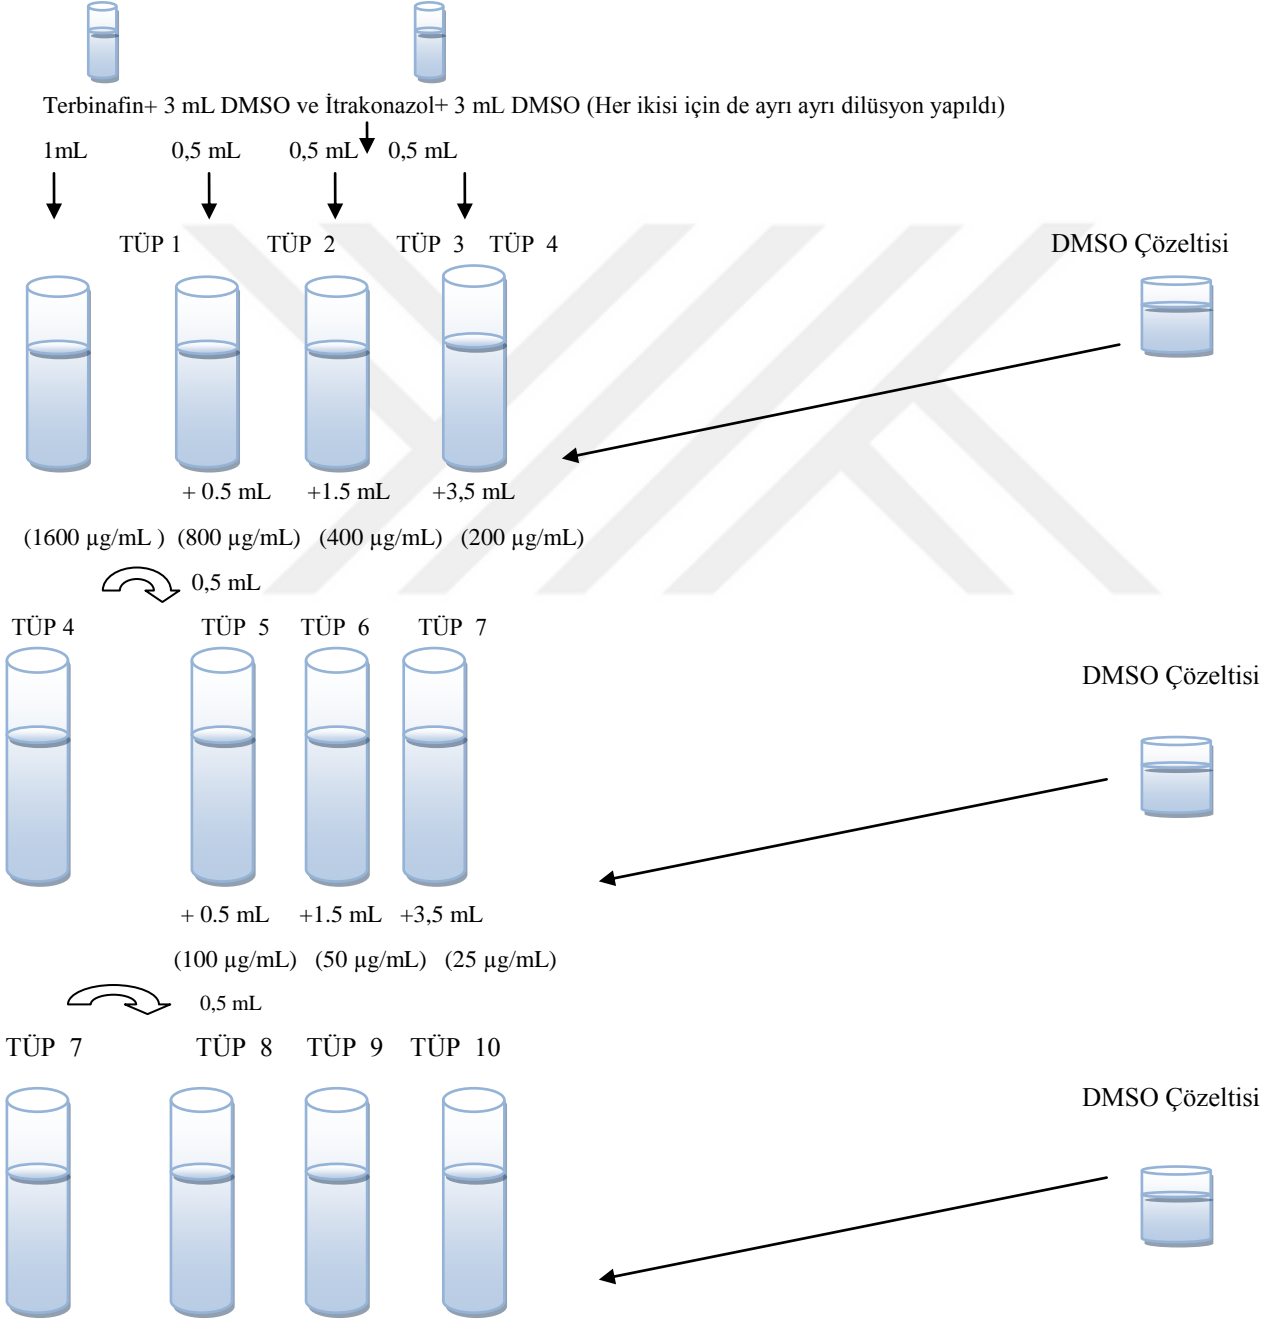 Terbinafin+ 3 mL DMSO ve İtrakonazol+ 3 mL DMSO (Her ikisi için de ayrı ayrı dilüsyon yapıldı)
1mL 0,5 mL 0,5 mL 0,5 mL
TÜP 1 TÜP 2 TÜP 3 TÜP 4 DMSO Çözeltisi
+ 0.5 mL +1.5 mL +3,5 mL
(1600 µg/mL ) (800 µg/mL) (400 µg/mL) (200 µg/mL)
0,5 mL
TÜP 4 TÜP 5 TÜP 6 TÜP 7
DMSO Çözeltisi
+ 0.5 mL +1.5 mL +3,5 mL
(100 µg/mL) (50 µg/mL) (25 µg/mL)
0,5 mL
TÜP 7 TÜP 8 TÜP 9 TÜP 10
DMSO Çözeltisi